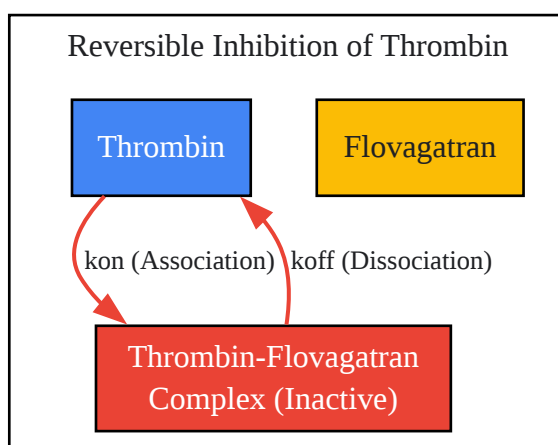 Reversible Inhibition of Thrombin
Thrombin
Flovagatran
kon (Association)
koff (Dissociation)
Thrombin-Flovagatran
Complex (Inactive)